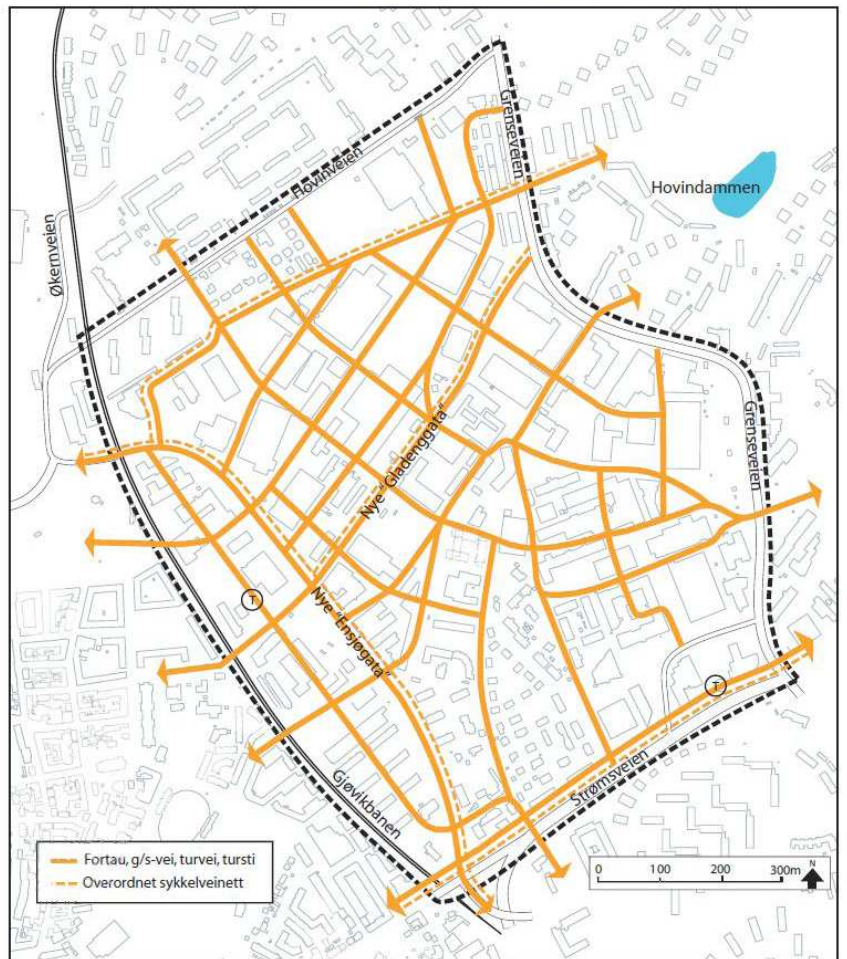 Grenseveien
Hovinveien
Hovindammen
Økernveien
Grenseveien
Nye "Gladenggata"
T
Nye "Ensjøgata"
T
Strømsveien
Gjøvikbanen
Fortau, g/s-vei, turvei, tursti
Overordnet sykkelveinett
0 100 200 300m N